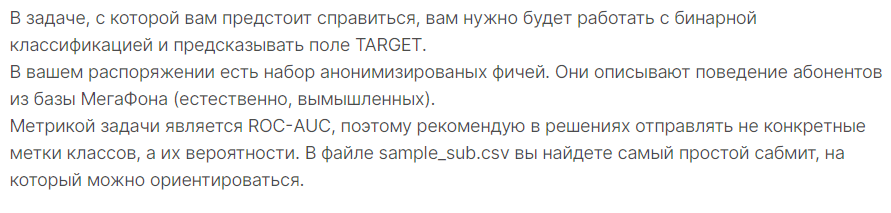 В задаче, с которой вам предстоит справиться, вам нужно будет работать с бинарной
классификацией и предсказывать поле TARGET.
В вашем распоряжении есть набор анонимизированых фичей. Они описывают поведение абонентов
из базы МегаФона (естественно, вымышленных).
Метрикой задачи является ROC-AUC, поэтому рекомендую в решениях отправлять не конкретные
метки классов, а их вероятности. В файле sample_sub.csv вы найдете самый простой сабмит, на
который можно ориентироваться.